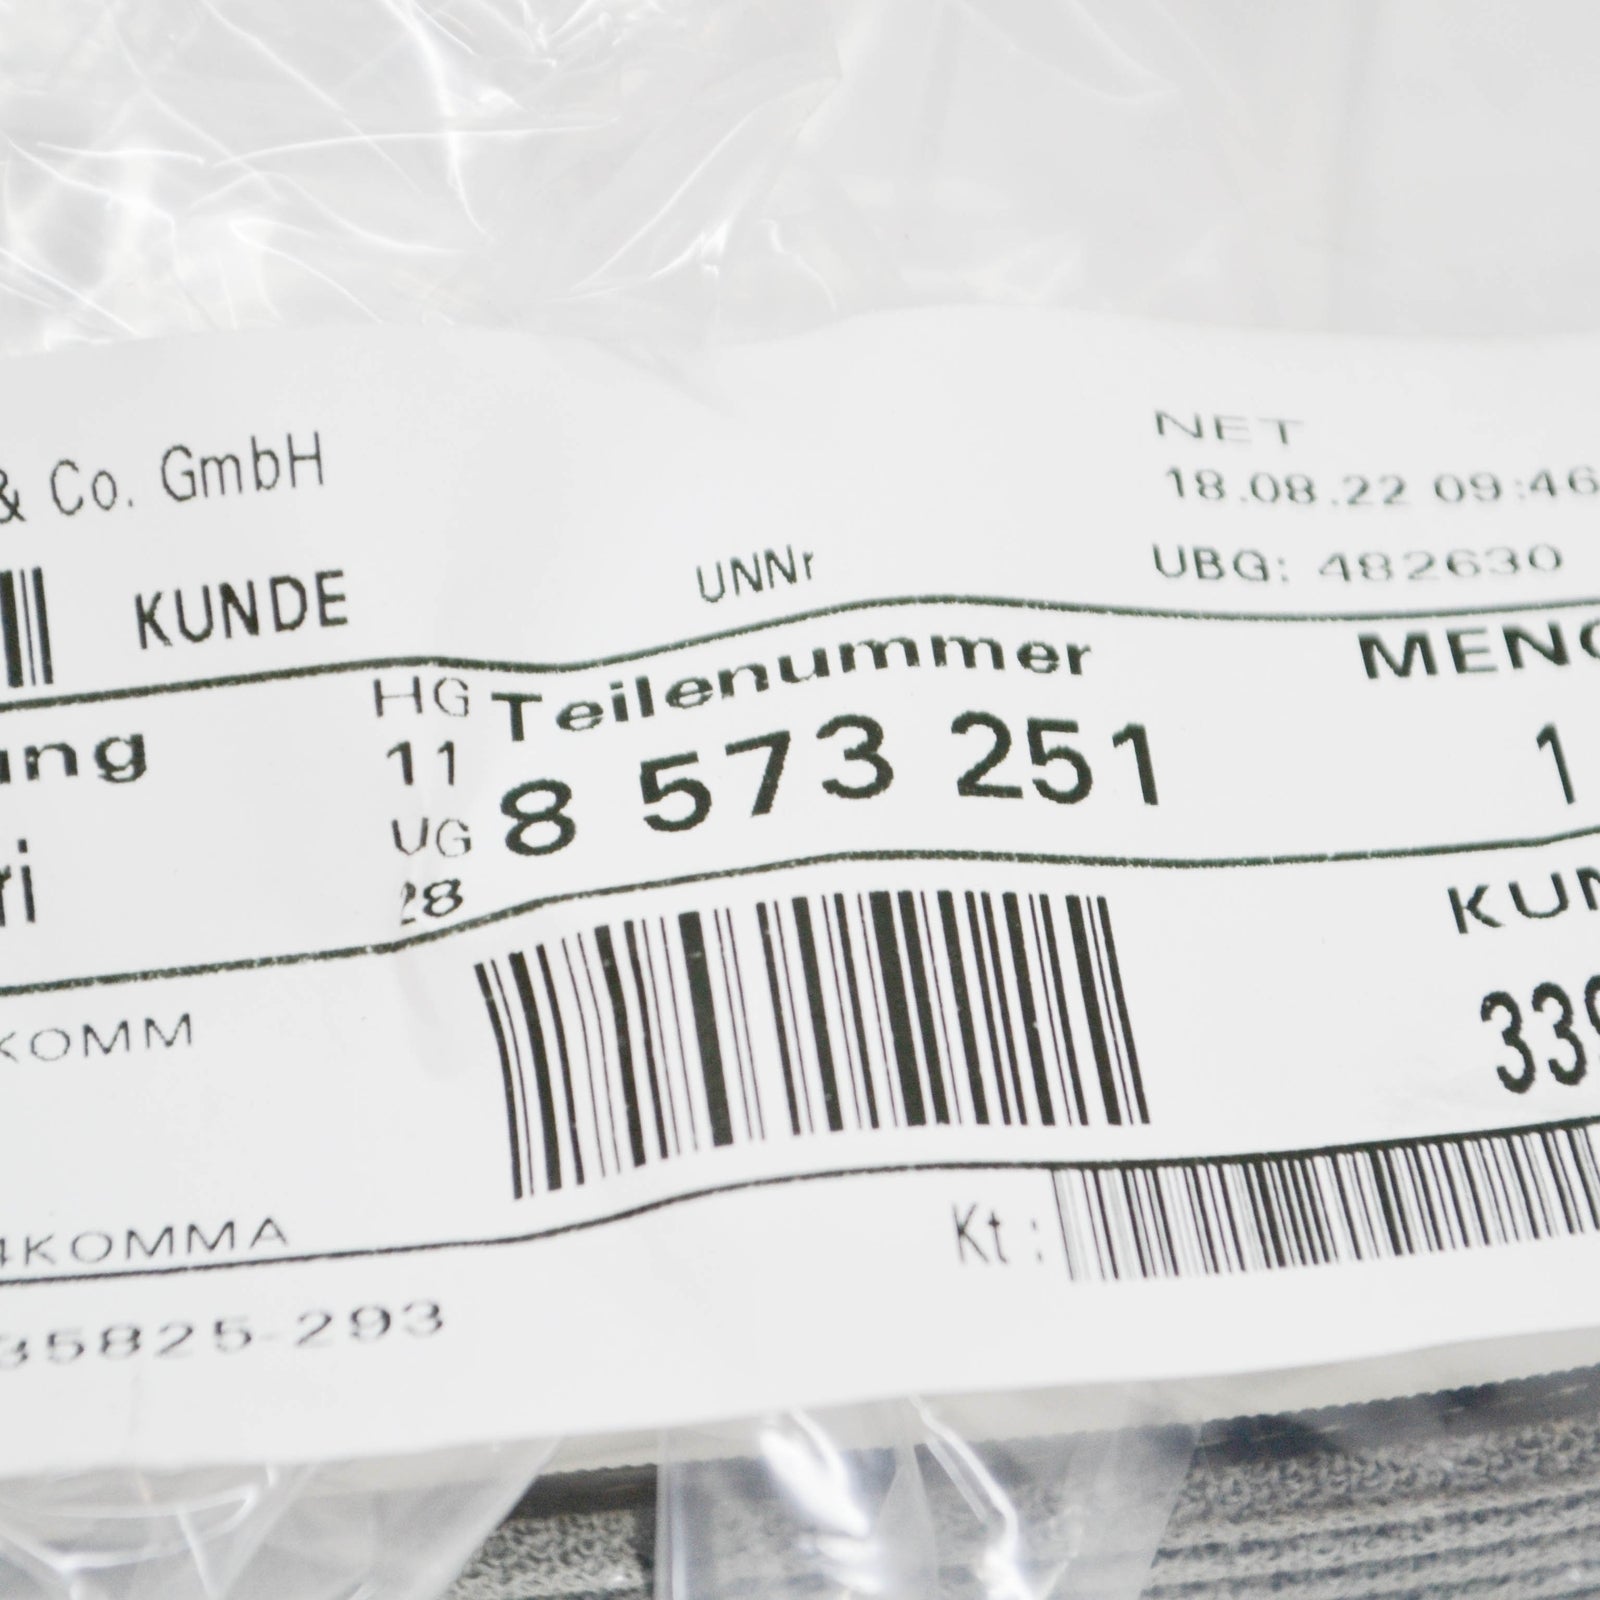 & Co. GmbH
NET
18.08.22 09:46
UBG: 482630
KUNDE
UNNr
HG
Teilenummer
11
8 573 251
1
UG
28
KOMM
KOMMA
Kt :
35825-293